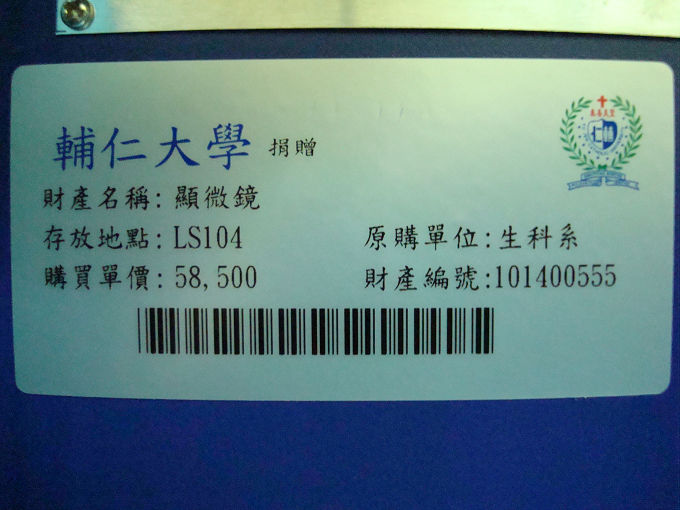 輔仁大學 捐贈
財產名稱: 顯微鏡
存放地點: LS104 原購單位: 生科系
購買單價: 58,500 財產編號:101400555